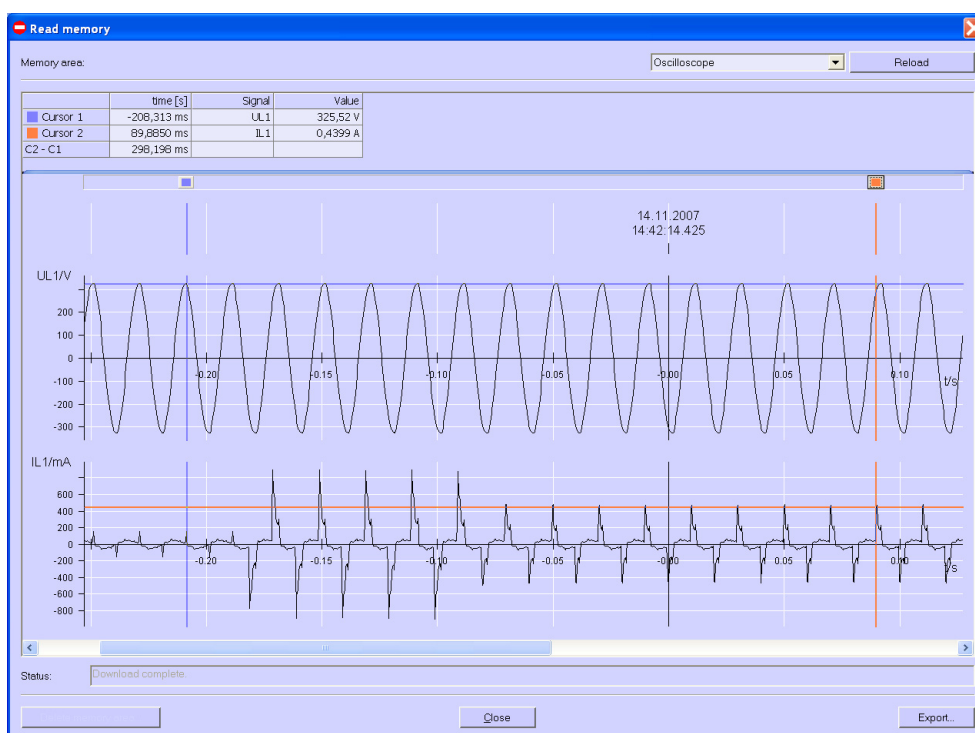 Read memory
Memory area: Oscilloscope Reload
time [s] Signal Value
Cursor 1 -208,313 ms UL1 325,52 V
Cursor 2 89,8850 ms IL1 0,4399 A
C2 - C1 298,198 ms
14.11.2007
14:42:14.425
UL1/V
200
100
0
-0.20 -0.15 -0.10 -0.05 -0.00 0.05 0.10 t/s
-100
-200
-300
IL1/mA
600
400
200
0
-0.20 -0.15 -0.10 -0.05 -0.00 0.05 0.10 t/s
-200
-400
-600
-800
Status: Download complete.
Close Export...